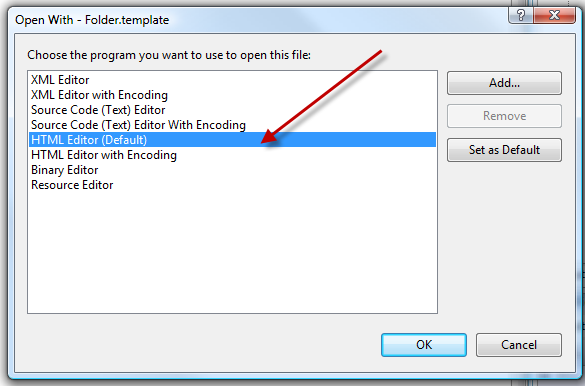 Open With - Folder.template
Choose the program you want to use to open this file:
XML Editor
XML Editor with Encoding
Source Code (Text) Editor
Source Code (Text) Editor With Encoding
HTML Editor (Default)
HTML Editor with Encoding
Binary Editor
Resource Editor
Add...
Remove
Set as Default
OK
Cancel